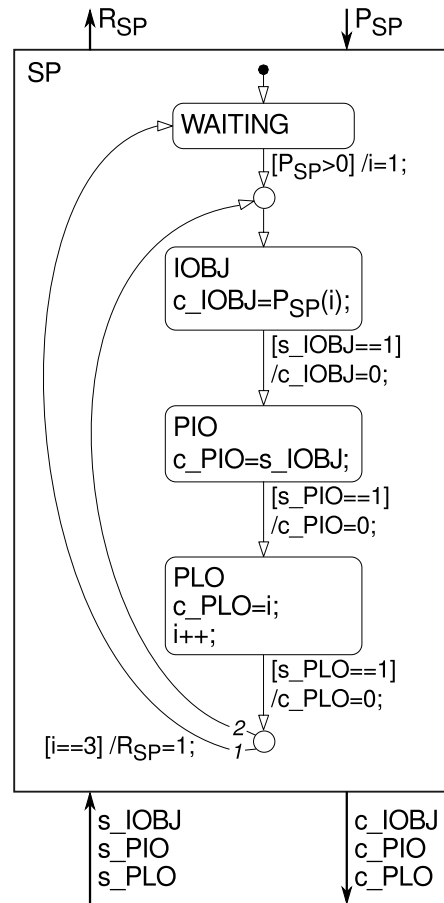 R_SP
P_SP
SP
WAITING
[P_SP>0] /i=1;
IOBJ
c_IOBJ=P_SP(i);
[s_IOBJ==1]
/c_IOBJ=0;
PIO
c_PIO=s_IOBJ;
[s_PIO==1]
/c_PIO=0;
PLO
c_PLO=i;
i++;
[s_PLO==1]
/c_PLO=0;
2
1
[i==3] /R_SP=1;
s_IOBJ
s_PIO
s_PLO
c_IOBJ
c_PIO
c_PLO